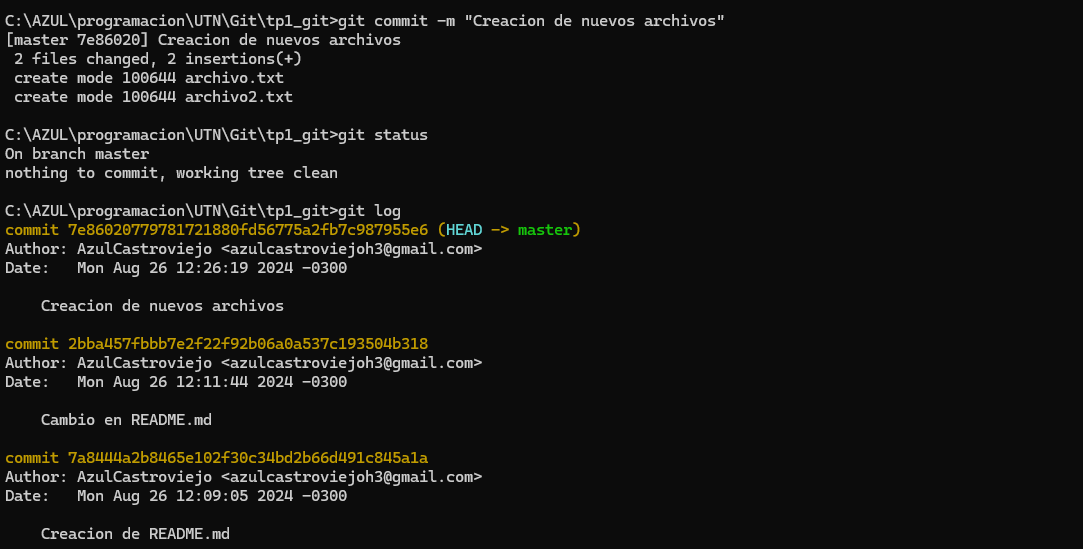 C:\AZUL\programacion\UTN\Git\tp1_git>git commit -m "Creacion de nuevos archivos"
[master 7e86020] Creacion de nuevos archivos
 2 files changed, 2 insertions(+)
 create mode 100644 archivo.txt
 create mode 100644 archivo2.txt

C:\AZUL\programacion\UTN\Git\tp1_git>git status
On branch master
nothing to commit, working tree clean

C:\AZUL\programacion\UTN\Git\tp1_git>git log
commit 7e86020779781721880fd56775a2fb7c987955e6 (HEAD -> master)
Author: AzulCastroviejo <azulcastroviejoh3@gmail.com>
Date:   Mon Aug 26 12:26:19 2024 -0300

    Creacion de nuevos archivos

commit 2bba457fbbb7e2f22f92b06a0a537c193504b318
Author: AzulCastroviejo <azulcastroviejoh3@gmail.com>
Date:   Mon Aug 26 12:11:44 2024 -0300

    Cambio en README.md

commit 7a8444a2b8465e102f30c34bd2b66d491c845a1a
Author: AzulCastroviejo <azulcastroviejoh3@gmail.com>
Date:   Mon Aug 26 12:09:05 2024 -0300

    Creacion de README.md